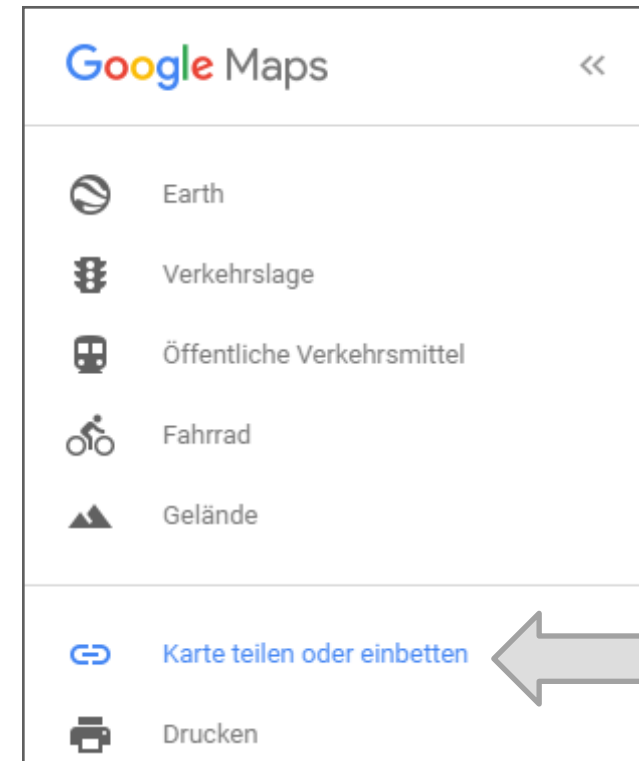 Google Maps
Earth
Verkehrslage
Öffentliche Verkehrsmittel
Fahrrad
Gelände
Karte teilen oder einbetten
Drucken